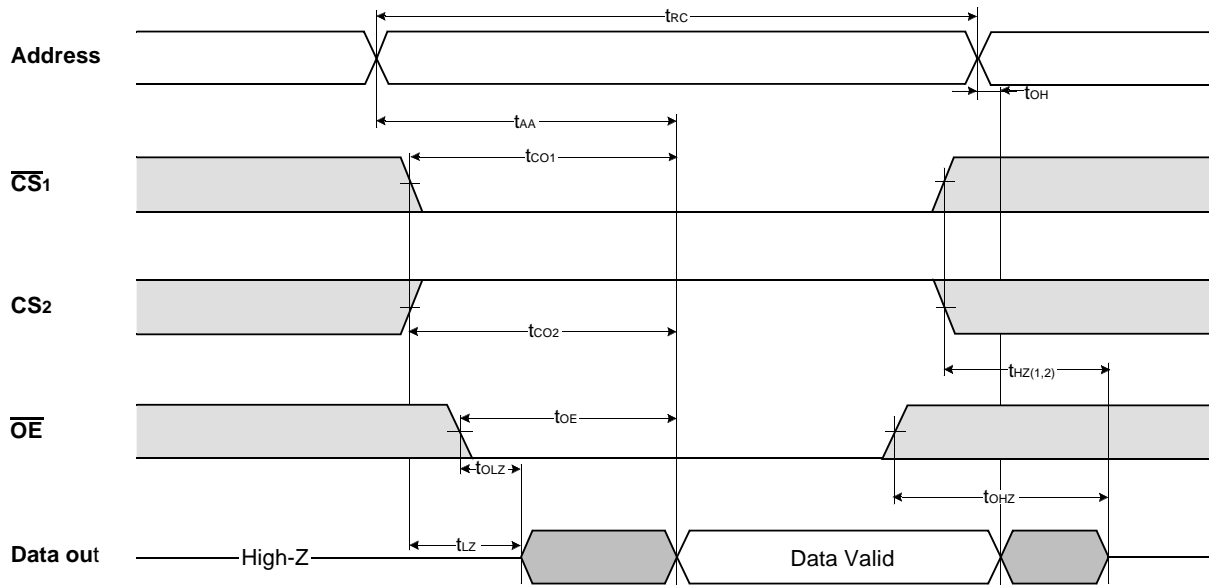 tRC
Address
tOH
tAA
tCO1
CS1
CS2
tCO2
tHZ(1,2)
OE
tOE
tOLZ
tOHZ
Data out
High-Z
tLZ
Data Valid